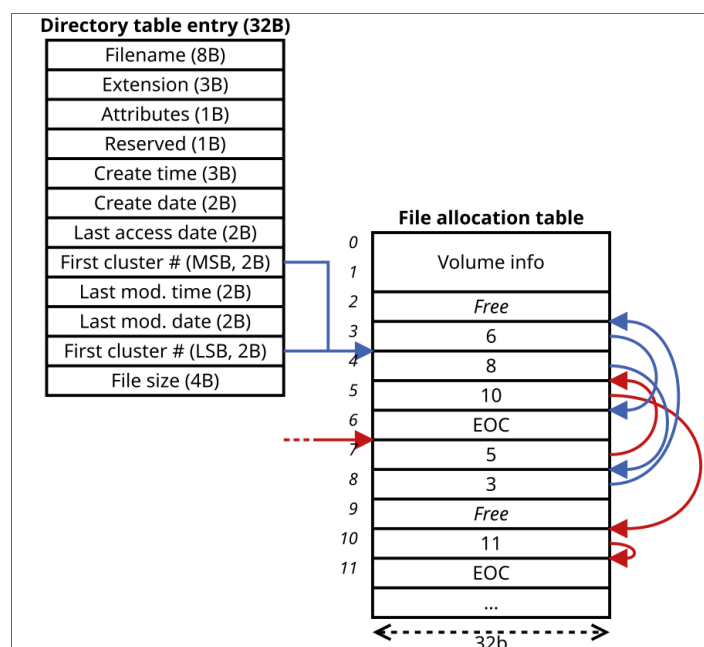 Directory table entry (32B)
Filename (8B)
Extension (3B)
Attributes (1B)
Reserved (1B)
Create time (3B)
Create date (2B)
Last access date (2B)
First cluster # (MSB, 2B)
Last mod. time (2B)
Last mod. date (2B)
First cluster # (LSB, 2B)
File size (4B)
File allocation table
0
1
Volume info
2
Free
3
6
4
8
5
10
6
EOC
7
5
8
3
9
Free
10
11
11
EOC
...
32b